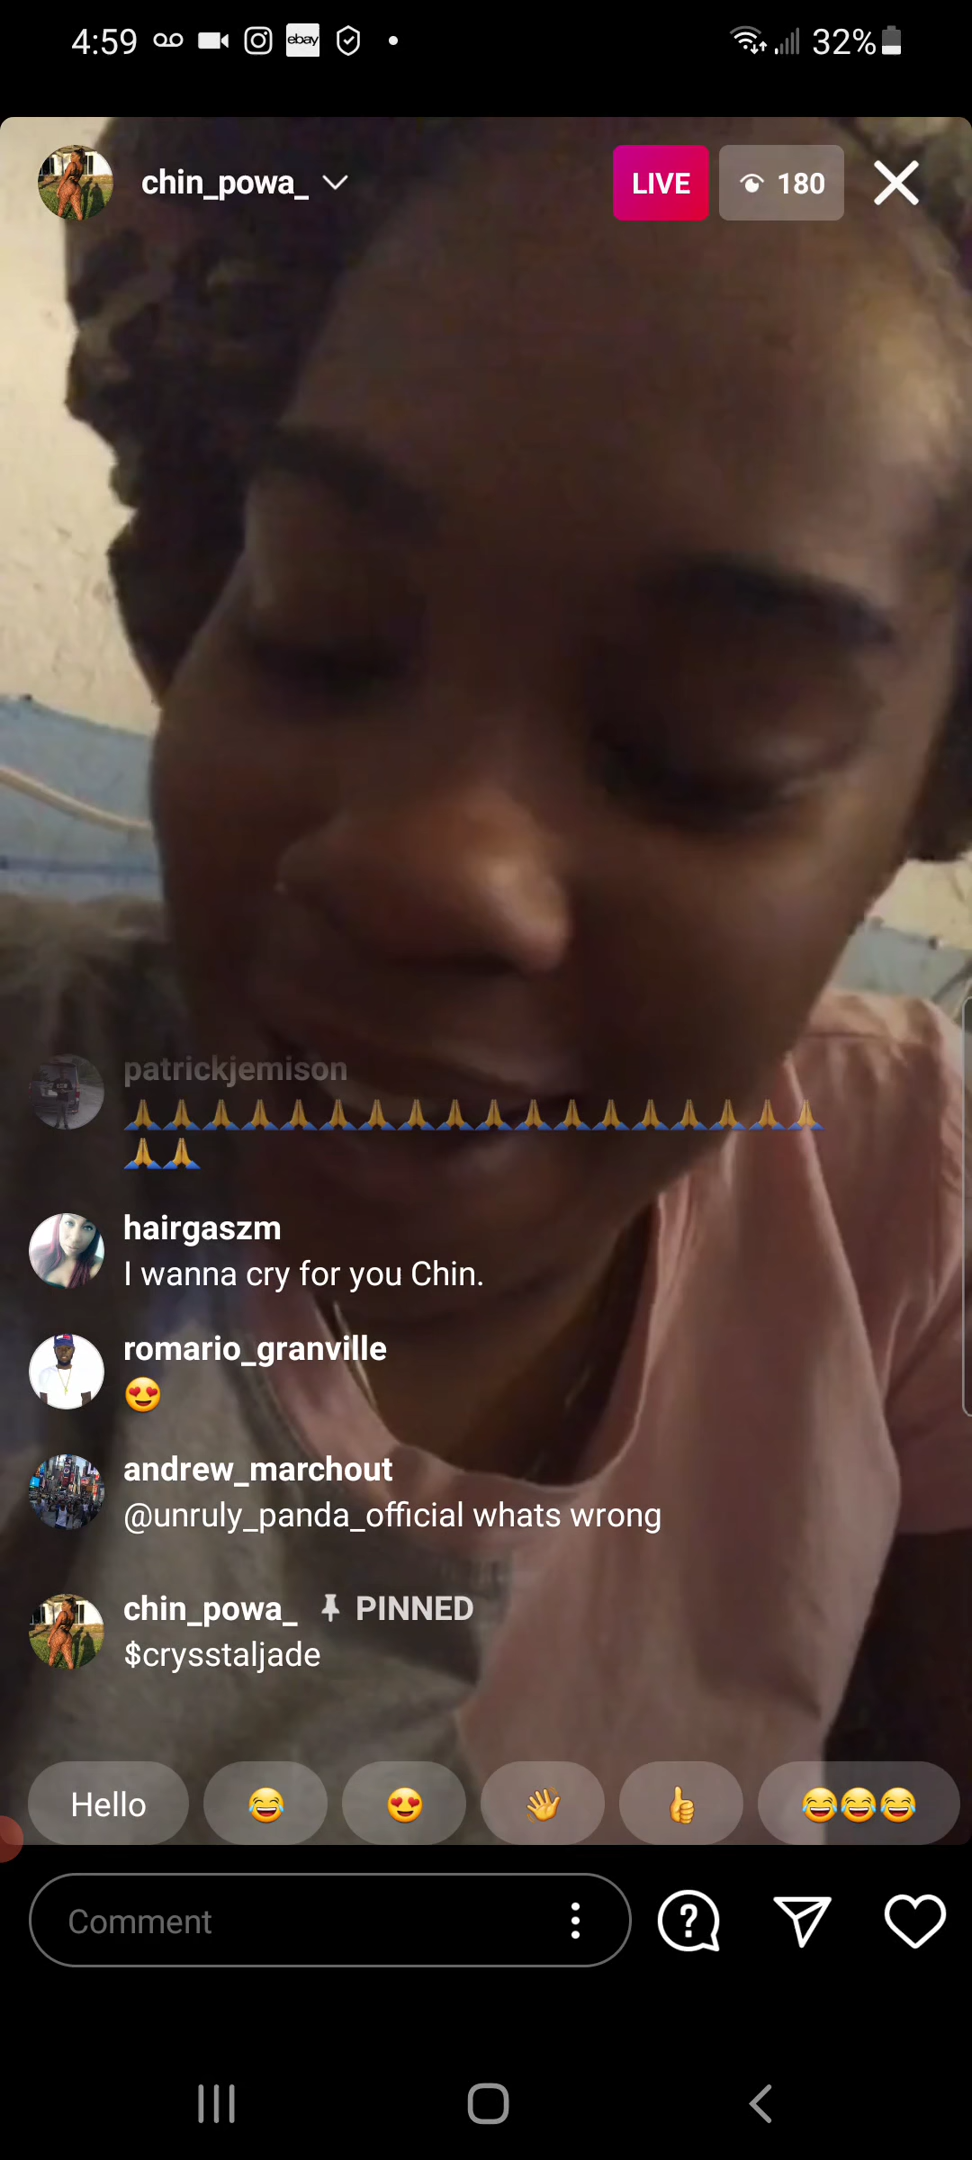 4:59 ebay 32%
chin_powa_ LIVE 180
patrickjemison
🙏🙏🙏🙏🙏🙏🙏🙏🙏🙏🙏🙏🙏🙏🙏🙏🙏🙏
🙏🙏
hairgaszm
I wanna cry for you Chin.
romario_granville
😍
andrew_marchout
@unruly_panda_official whats wrong
chin_powa_ PINNED
$crysstaljade
Hello 😂 😍 👋 👍 😂😂😂
Comment